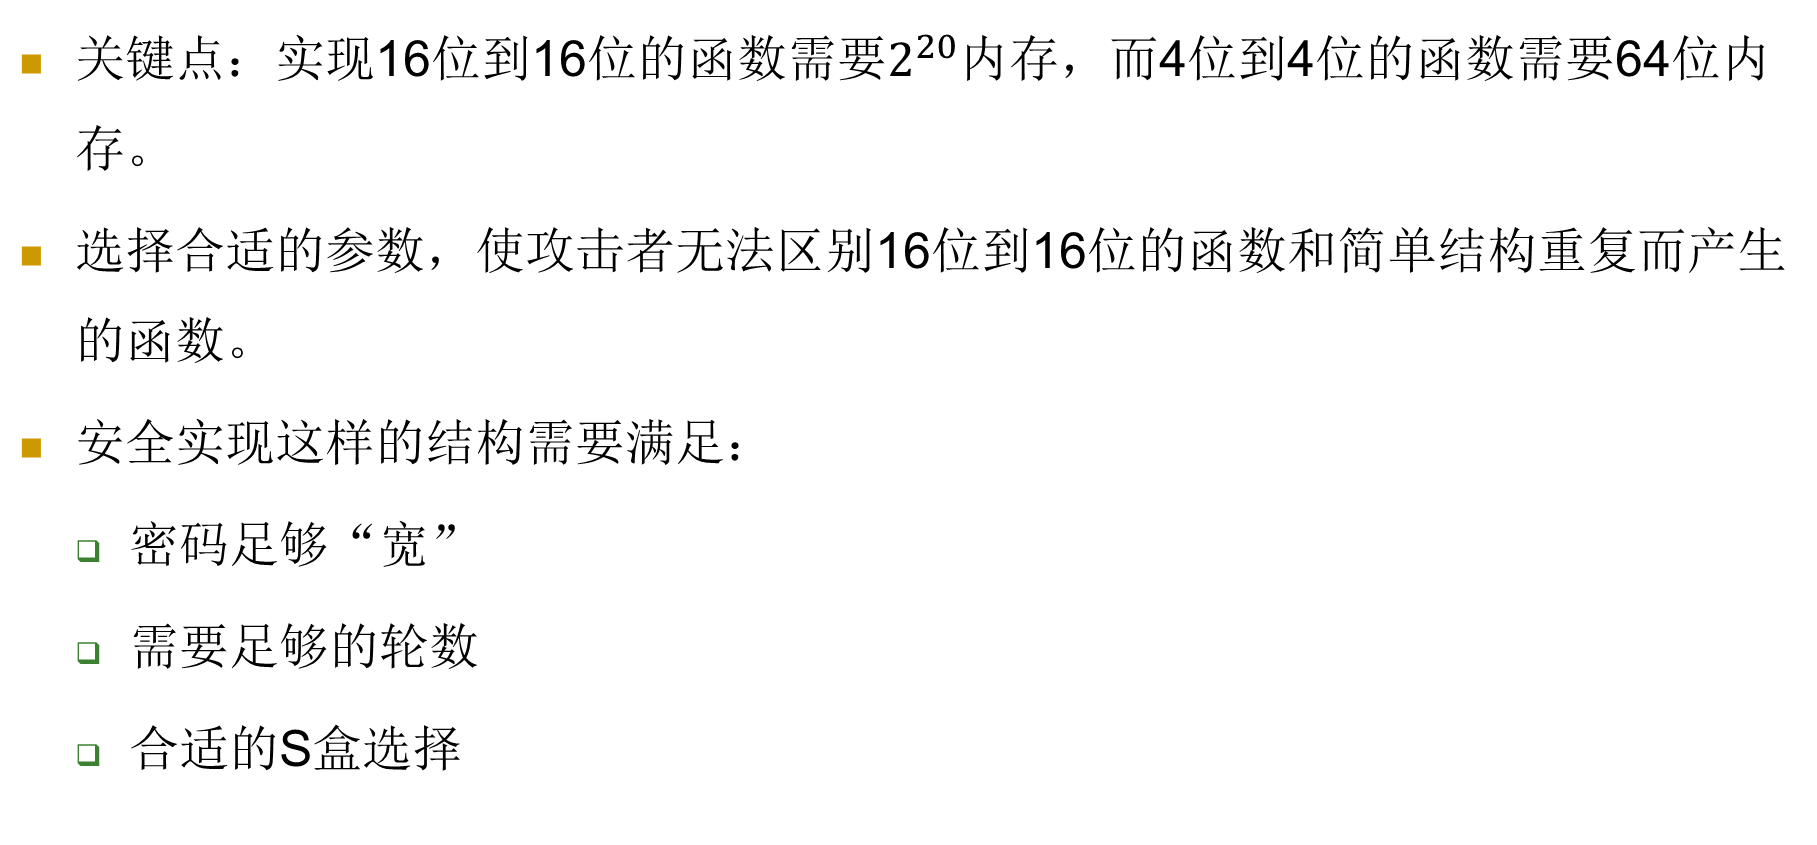 关键点：实现16位到16位的函数需要2²⁰内存，而4位到4位的函数需要64位内
存。
选择合适的参数，使攻击者无法区别16位到16位的函数和简单结构重复而产生
的函数。
安全实现这样的结构需要满足：
密码足够“宽”
需要足够的轮数
合适的S盒选择